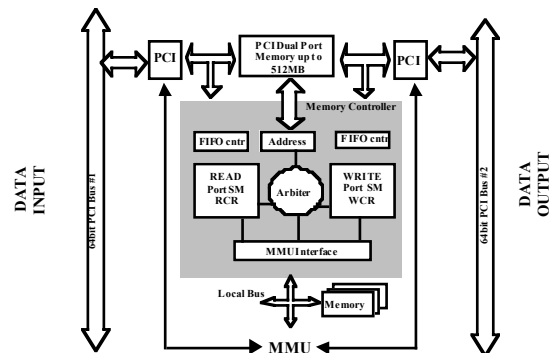 PCI
PCI Dual Port
Memory up to
512MB
PCI
Memory Controller
FIFO cntr
Address
FIFO cntr
READ
Port SM
RCR
Arbiter
WRITE
Port SM
WCR
MMU Interface
DATA
INPUT
64bit PCI Bus #1
64bit PCI Bus #2
DATA
OUTPUT
Local Bus
Memory
MMU